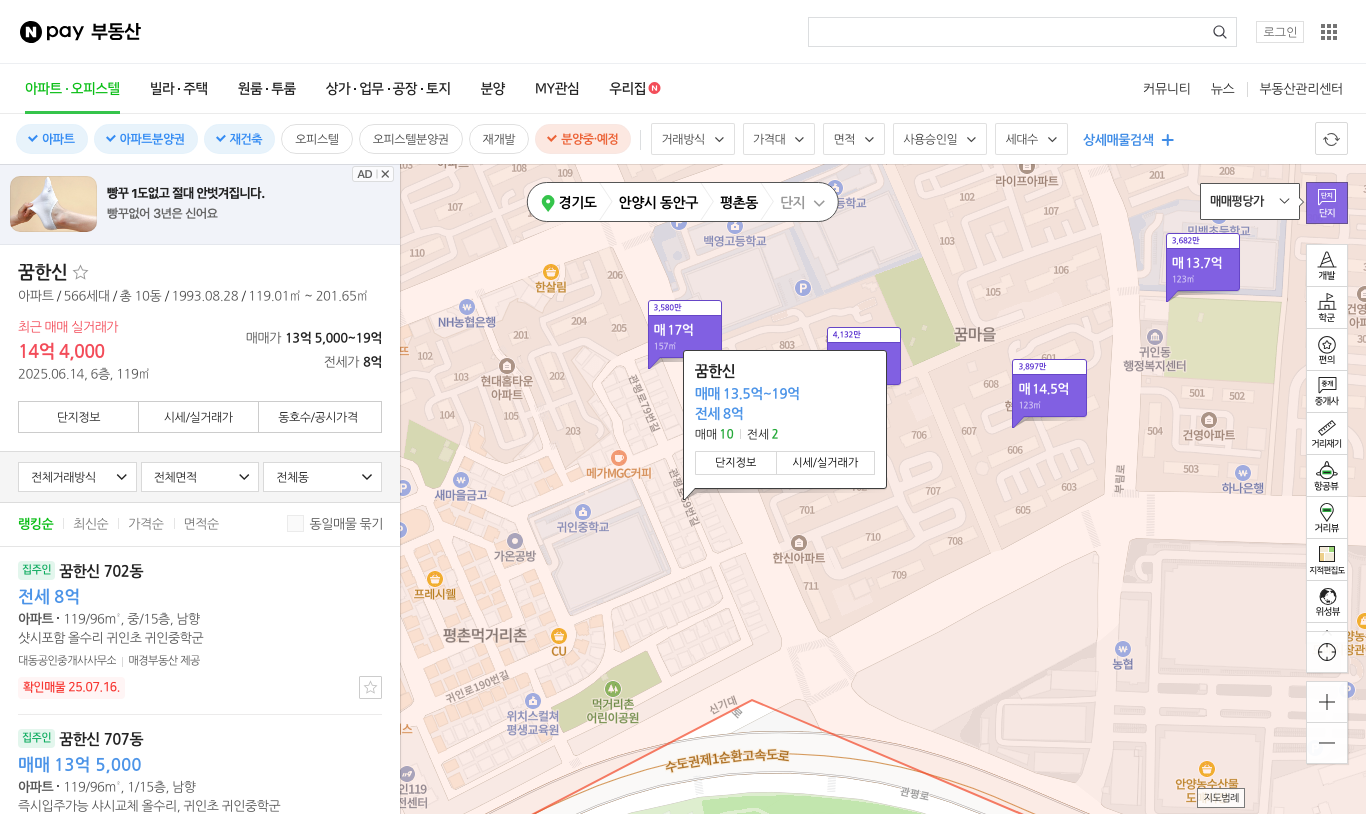 N pay 부동산
로그인
아파트·오피스텔
빌라·주택
원룸·투룸
상가·업무·공장·토지
분양
MY관심
우리집 N
커뮤니티
뉴스
부동산관리센터
아파트
아파트분양권
재건축
오피스텔
오피스텔분양권
재개발
분양중·예정
거래방식
가격대
면적
사용승인일
세대수
상세매물검색
AD
빵꾸 1도없고 절대 안벗겨집니다.
빵꾸없어 3년은 신어요
꿈한신
아파트 / 566세대 / 총 10동 / 1993.08.28 / 119.01㎡ ~ 201.65㎡
최근 매매 실거래가
14억 4,000
2025.06.14, 6층, 119㎡
매매가 13억 5,000~19억
전세가 8억
단지정보
시세/실거래가
동호수/공시가격
전체거래방식
전체면적
전체동
랭킹순
최신순
가격순
면적순
동일매물 묶기
집주인 꿈한신 702동
전세 8억
아파트 · 119/96m², 중/15층, 남향
샷시포함 올수리 귀인초 귀인중학교
대동공인중개사사무소 | 매경부동산 제공
확인매물 25.07.16.
집주인 꿈한신 707동
매매 13억 5,000
아파트 · 119/96m², 1/15층, 남향
즉시입주가능 샤시교체 올수리, 귀인초 귀인중학군
경기도
안양시 동안구
평촌동
단지
매매평당가
단지
단지
개발
학군
편의
중개
중개사
거리재기
항공뷰
거리뷰
지적편집도
위성뷰
지도범례
3,580만
매 17억
157㎡
4,132만
3,682만
매 13.7억
123㎡
3,897만
매 14.5억
123㎡
꿈한신
매매 13.5억~19억
전세 8억
매매 10 | 전세 2
단지정보
시세/실거래가
107
105
백영고등학교
라이프아파트
등학교
민백초등학교
103
106
105
206
한살림
NH농협은행
201
205
204
202
203
102
101
103
104
105
현대홈타운
아파트
관평로79번길
P
꿈마을
803
608
607
606
603
605
귀인동
행정복지센터
501
502
504
503
건영아파트
하나은행
부림로
706
707
702
701
710
708
709
711
한신아파트
메가MGC커피
새마을금고
귀인중학교
가온공방
프레시웰
평촌먹거리촌
CU
귀인로190번길
먹거리촌
어린이공원
위치스컬쳐
평생교육원
신기대
농협
수도권제1순환고속도로
관평로
안양농수산물
인119
전센터